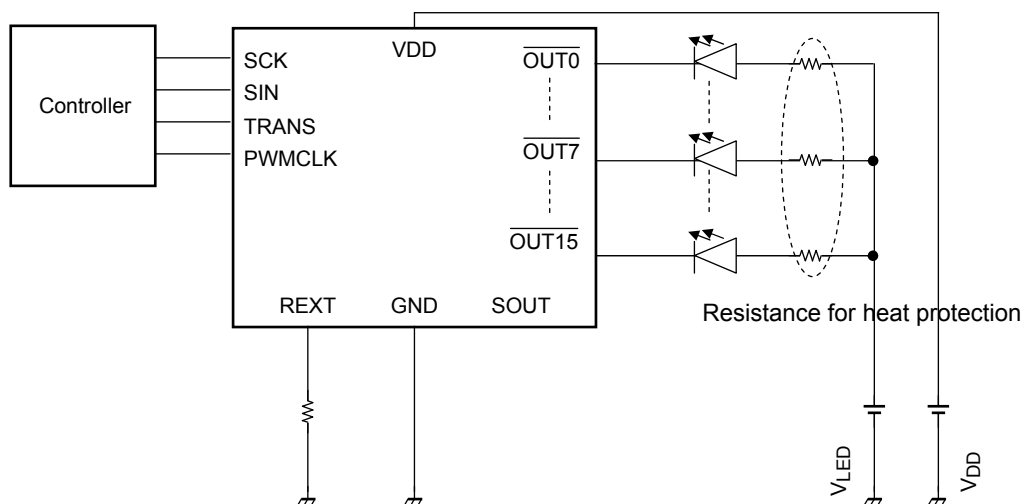 Controller
SCK
SIN
TRANS
PWMCLK
VDD
OUT0
OUT7
OUT15
REXT
GND
SOUT
Resistance for heat protection
VLED
VDD